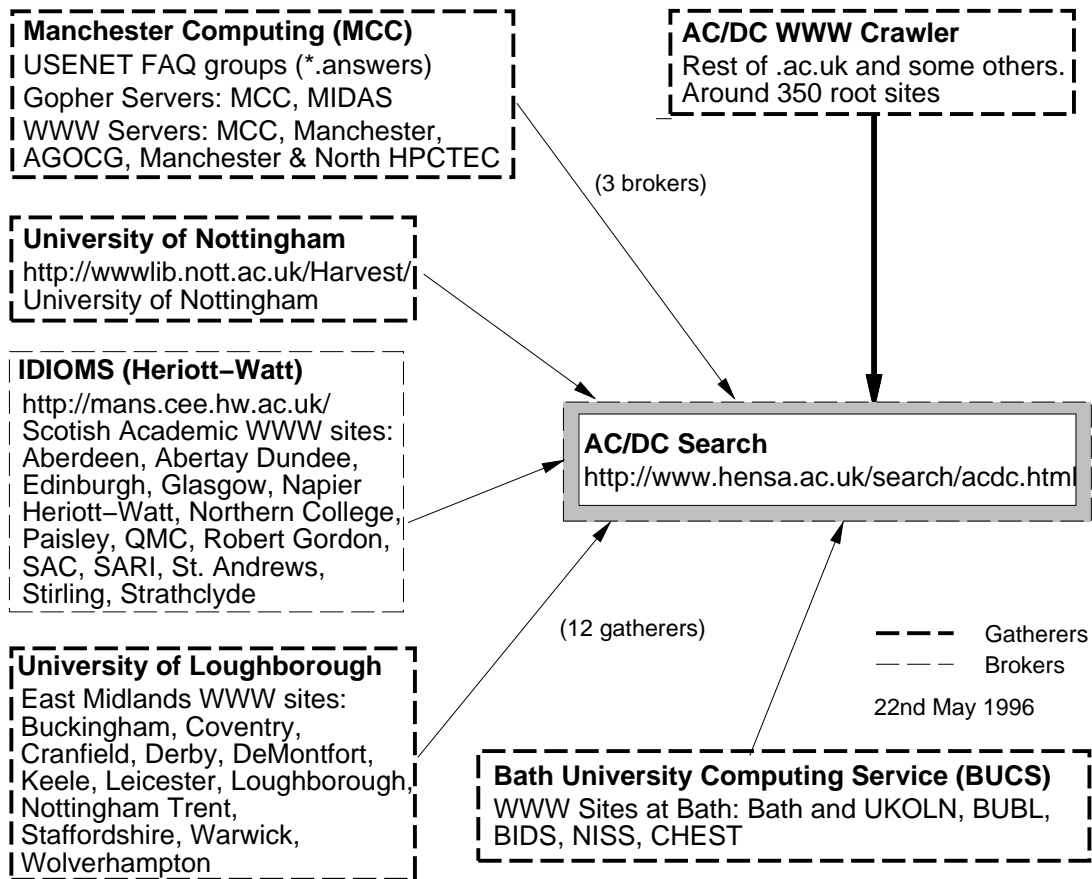 Manchester Computing (MCC)
USENET FAQ groups (*.answers)
Gopher Servers: MCC, MIDAS
WWW Servers: MCC, Manchester,
AGOCG, Manchester & North HPCTEC
AC/DC WWW Crawler
Rest of .ac.uk and some others.
Around 350 root sites
(3 brokers)
University of Nottingham
http://wwwlib.nott.ac.uk/Harvest/
University of Nottingham
IDIOMS (Heriott–Watt)
http://mans.cee.hw.ac.uk/
Scotish Academic WWW sites:
Aberdeen, Abertay Dundee,
Edinburgh, Glasgow, Napier
Heriott–Watt, Northern College,
Paisley, QMC, Robert Gordon,
SAC, SARI, St. Andrews,
Stirling, Strathclyde
AC/DC Search
http://www.hensa.ac.uk/search/acdc.html
(12 gatherers)
University of Loughborough
East Midlands WWW sites:
Buckingham, Coventry,
Cranfield, Derby, DeMontfort,
Keele, Leicester, Loughborough,
Nottingham Trent,
Staffordshire, Warwick,
Wolverhampton
Gatherers
Brokers
22nd May 1996
Bath University Computing Service (BUCS)
WWW Sites at Bath: Bath and UKOLN, BUBL,
BIDS, NISS, CHEST